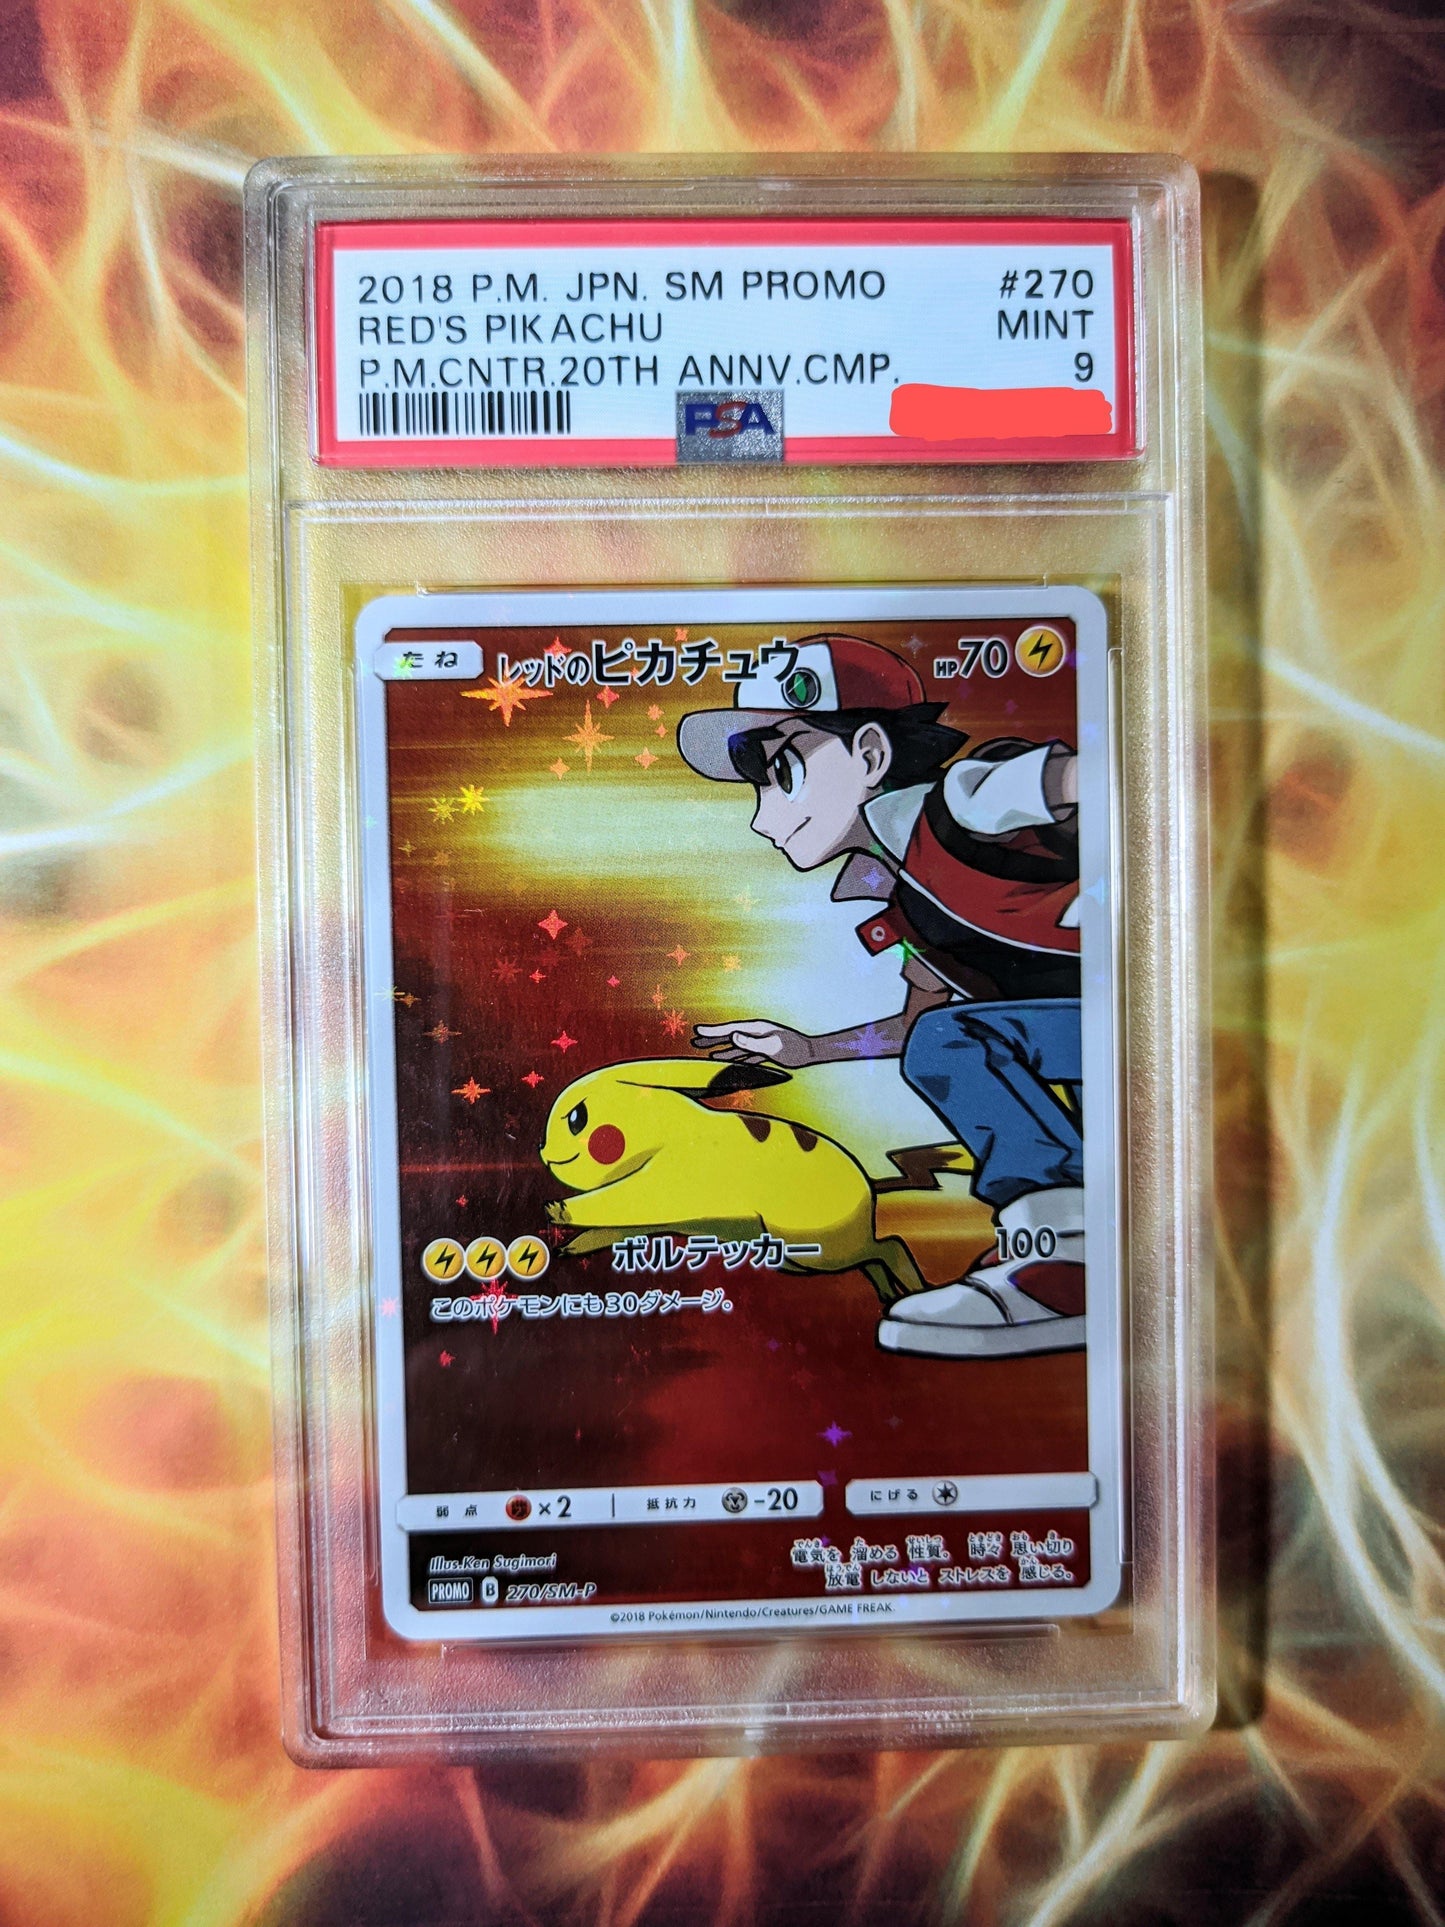 2018 P.M. JPN. SM PROMO #270
RED'S PIKACHU MINT
P.M.CNTR.20TH ANNV.CMP. 9
PSA
たね レッドのピカチュウ HP70
ボルテッカー 100
このポケモンにも30ダメージ。
弱点 ×2 抵抗力 -20 にげる
Illus.Ken Sugimori
電気を 溜める 性質。 時々 思い切り
放電 しないと ストレスを 感じる。
PROMO B 270/SM-P
©2018 Pokémon/Nintendo/Creatures/GAME FREAK.